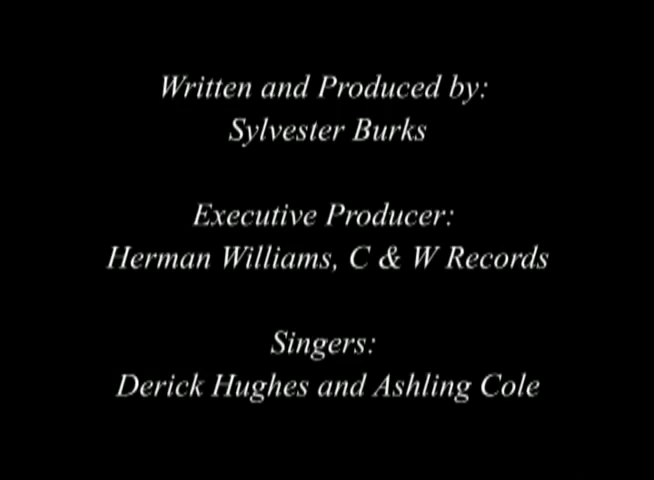 Written and Produced by:
Sylvester Burks
Executive Producer:
Herman Williams, C & W Records
Singers:
Derick Hughes and Ashling Cole